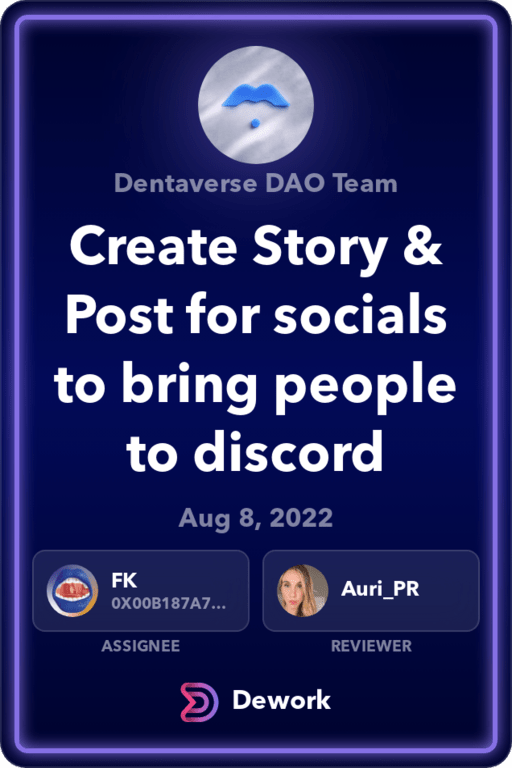 Dentaverse DAO Team
Create Story &
Post for socials
to bring people
to discord
Aug 8, 2022
FK
0X00B187A7...
ASSIGNEE
Auri_PR
REVIEWER
Dework